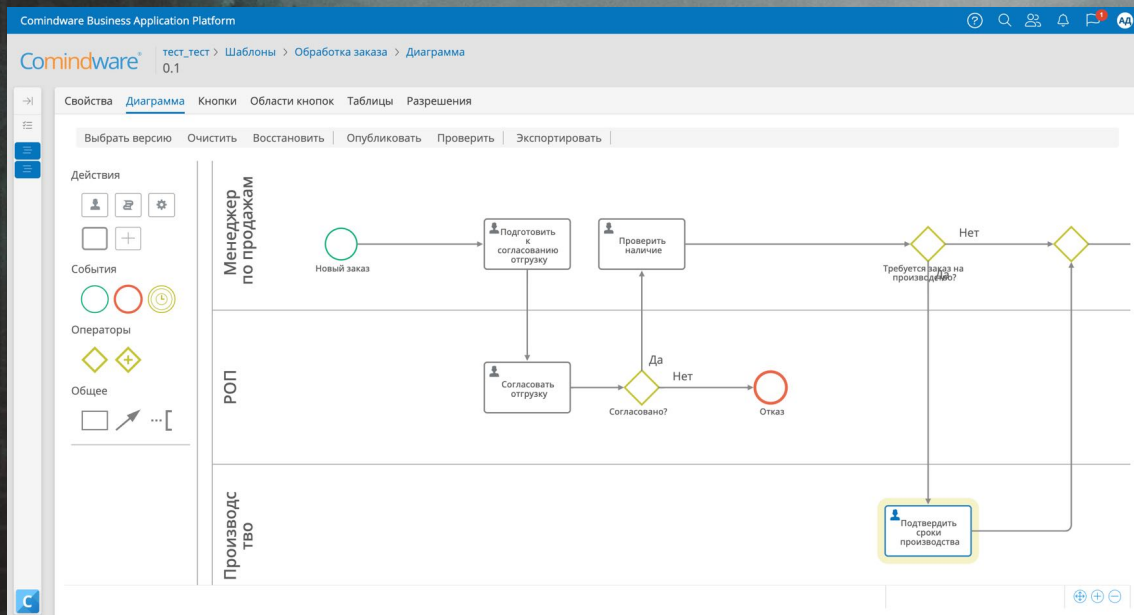 Comindware Business Application Platform
1
АД
Comindware®
тест_тест > Шаблоны > Обработка заказа > Диаграмма
0.1
Свойства Диаграмма Кнопки Области кнопок Таблицы Разрешения
Выбрать версию Очистить Восстановить Опубликовать Проверить Экспортировать
Действия
События
Операторы
Общее
Менеджер
по продажам
Новый заказ
Подготовить
к
согласованию
отгрузку
Проверить
наличие
Требуется заказ на
производство?
Нет
Да
РОП
Согласовать
отгрузку
Да
Нет
Согласовано?
Отказ
Производс
тво
Подтвердить
сроки
производства
C